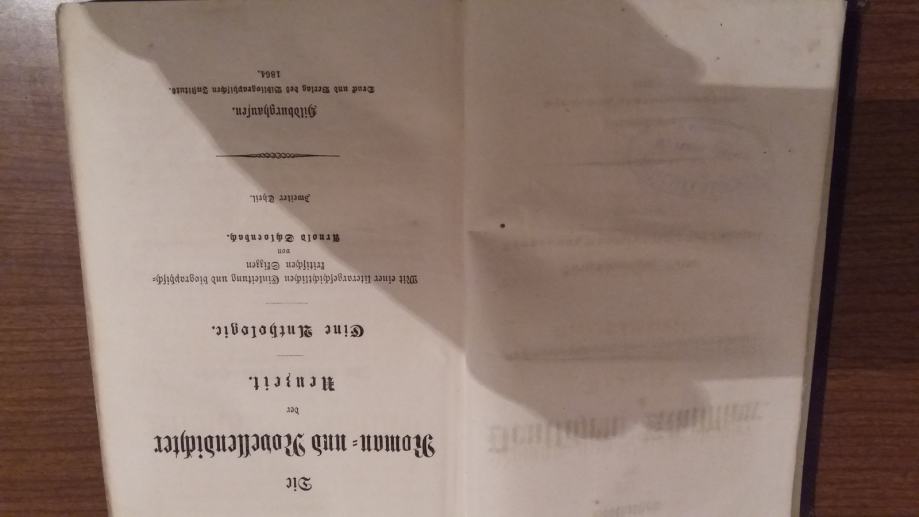 Die
Roman- und Novellendichter
der
Neuzeit.
Eine Anthologie.
Mit einer literargeschichtlichen Einleitung und biographisch-
kritischen Skizzen
von
Arnold Schloenbach.
Zweiter Theil.
Hildburghausen.
Druck und Verlag des Bibliographischen Instituts.
1864.